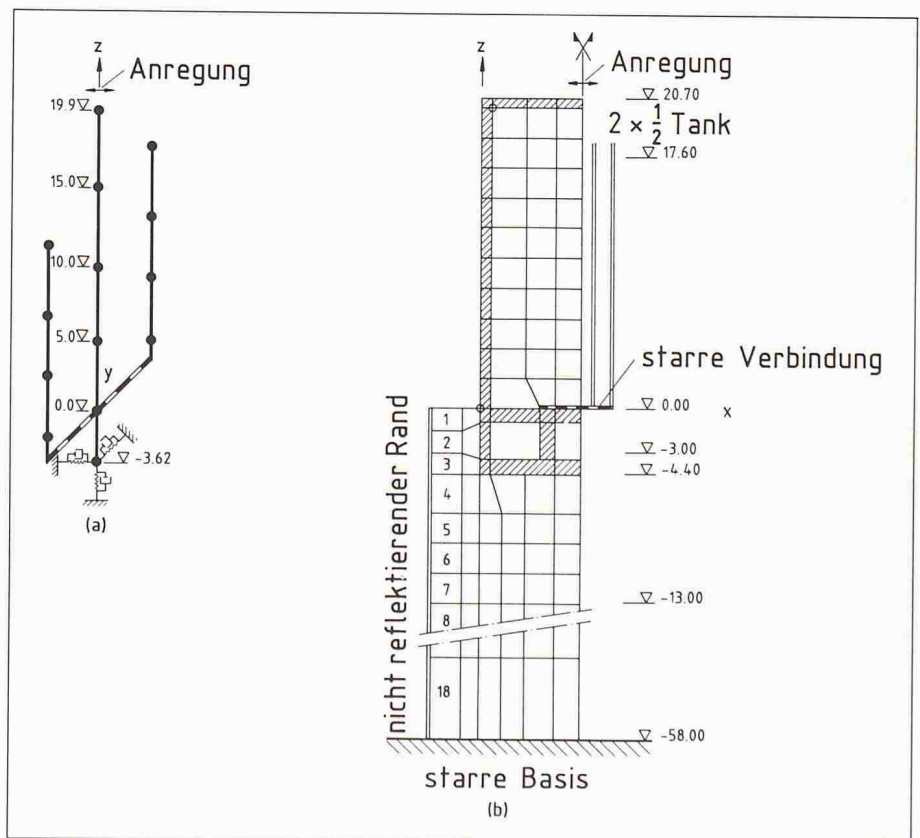 z
Anregung
19.9
15.0
10.0
5.0
y
0.0
-3.62
(a)
z
Anregung
20.70
2 × 1/2 Tank
17.60
starre Verbindung
0.00
x
1
2
-3.00
3
-4.40
4
5
6
7
-13.00
8
18
nicht reflektierender Rand
-58.00
starre Basis
(b)